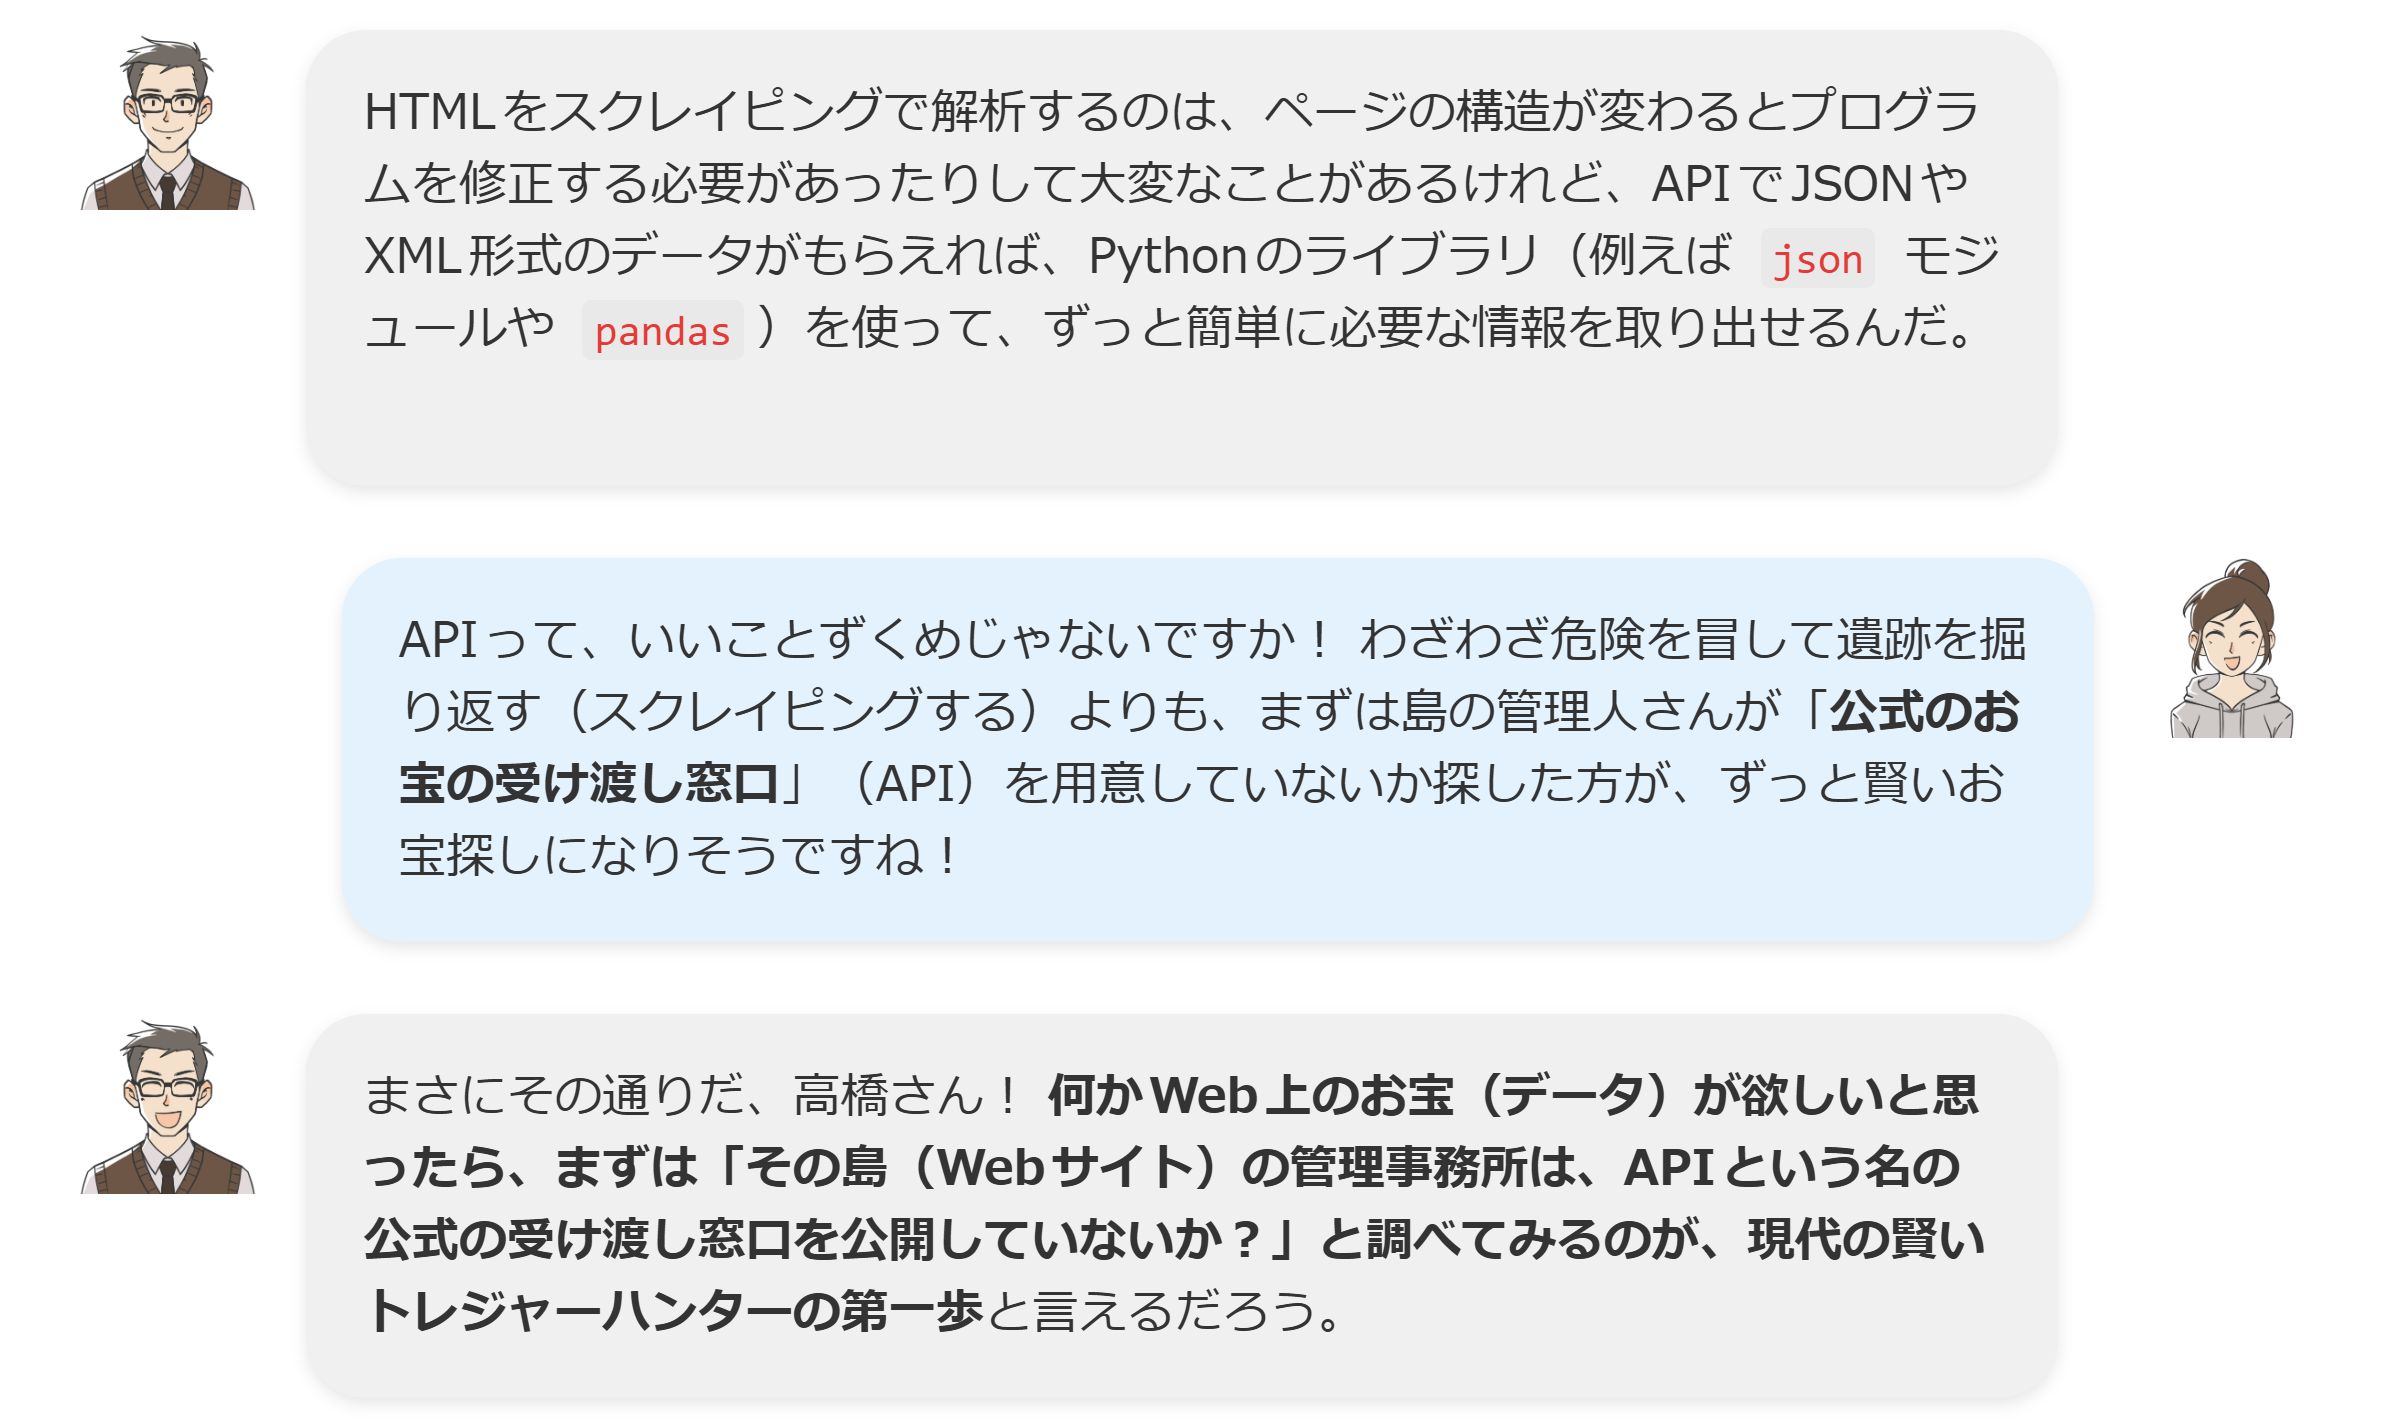 HTMLをスクレイピングで解析するのは、ページの構造が変わるとプログラ
ムを修正する必要があったりして大変なことがあるけれど、APIでJSONや
XML形式のデータがもらえれば、Pythonのライブラリ（例えば json モジ
ュールや pandas ）を使って、ずっと簡単に必要な情報を取り出せるんだ。
APIって、いいことずくめじゃないですか！ わざわざ危険を冒して遺跡を掘
り返す（スクレイピングする）よりも、まずは島の管理人さんが「公式のお
宝の受け渡し窓口」（API）を用意していないか探した方が、ずっと賢いお
宝探しになりそうですね！
まさにその通りだ、高橋さん！ 何かWeb上のお宝（データ）が欲しいと思
ったら、まずは「その島（Webサイト）の管理事務所は、APIという名の
公式の受け渡し窓口を公開していないか？」と調べてみるのが、現代の賢い
トレジャーハンターの第一歩と言えるだろう。